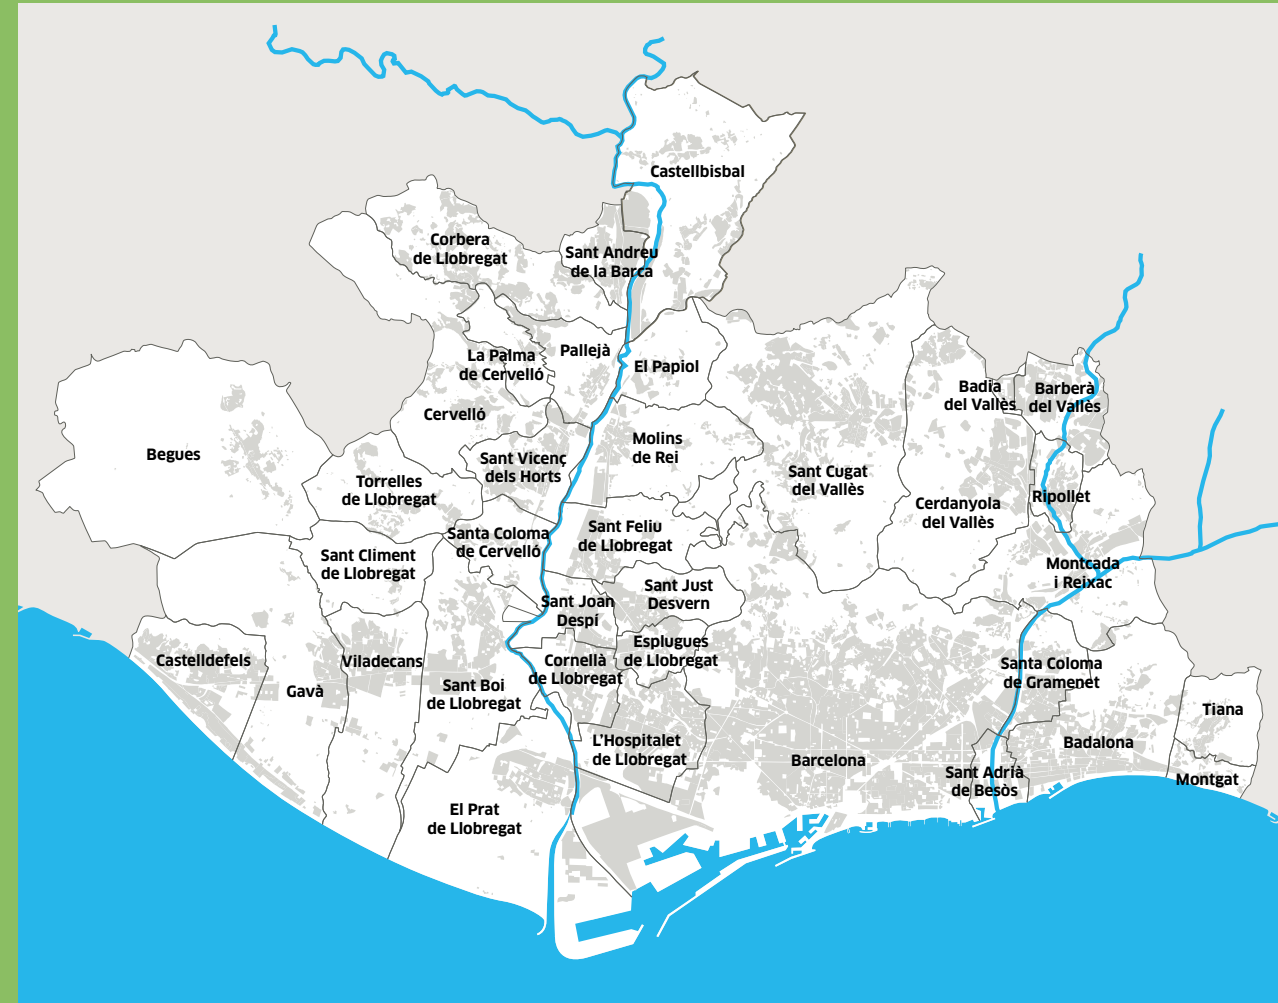 Castellbisbal
Corbera
de Llobregat
Sant Andreu
de la Barca
La Palma
de Cervelló
Pallejà
El Papiol
Badia
del Vallès
Barberà
del Vallès
Cervelló
Begues
Molins
de Rei
Sant Vicenç
dels Horts
Sant Cugat
del Vallès
Torrelles
de Llobregat
Ripollet
Cerdanyola
del Vallès
Santa Coloma
de Cervelló
Sant Feliu
de Llobregat
Sant Climent
de Llobregat
Montcada
i Reixac
Sant Just
Desvern
Sant Joan
Despí
Castelldefels
Gavà
Viladecans
Esplugues
de Llobregat
Cornellà
de Llobregat
Sant Boi
de Llobregat
Santa Coloma
de Gramenet
Tiana
L'Hospitalet
de Llobregat
Barcelona
Badalona
Sant Adrià
de Besòs
Montgat
El Prat
de Llobregat